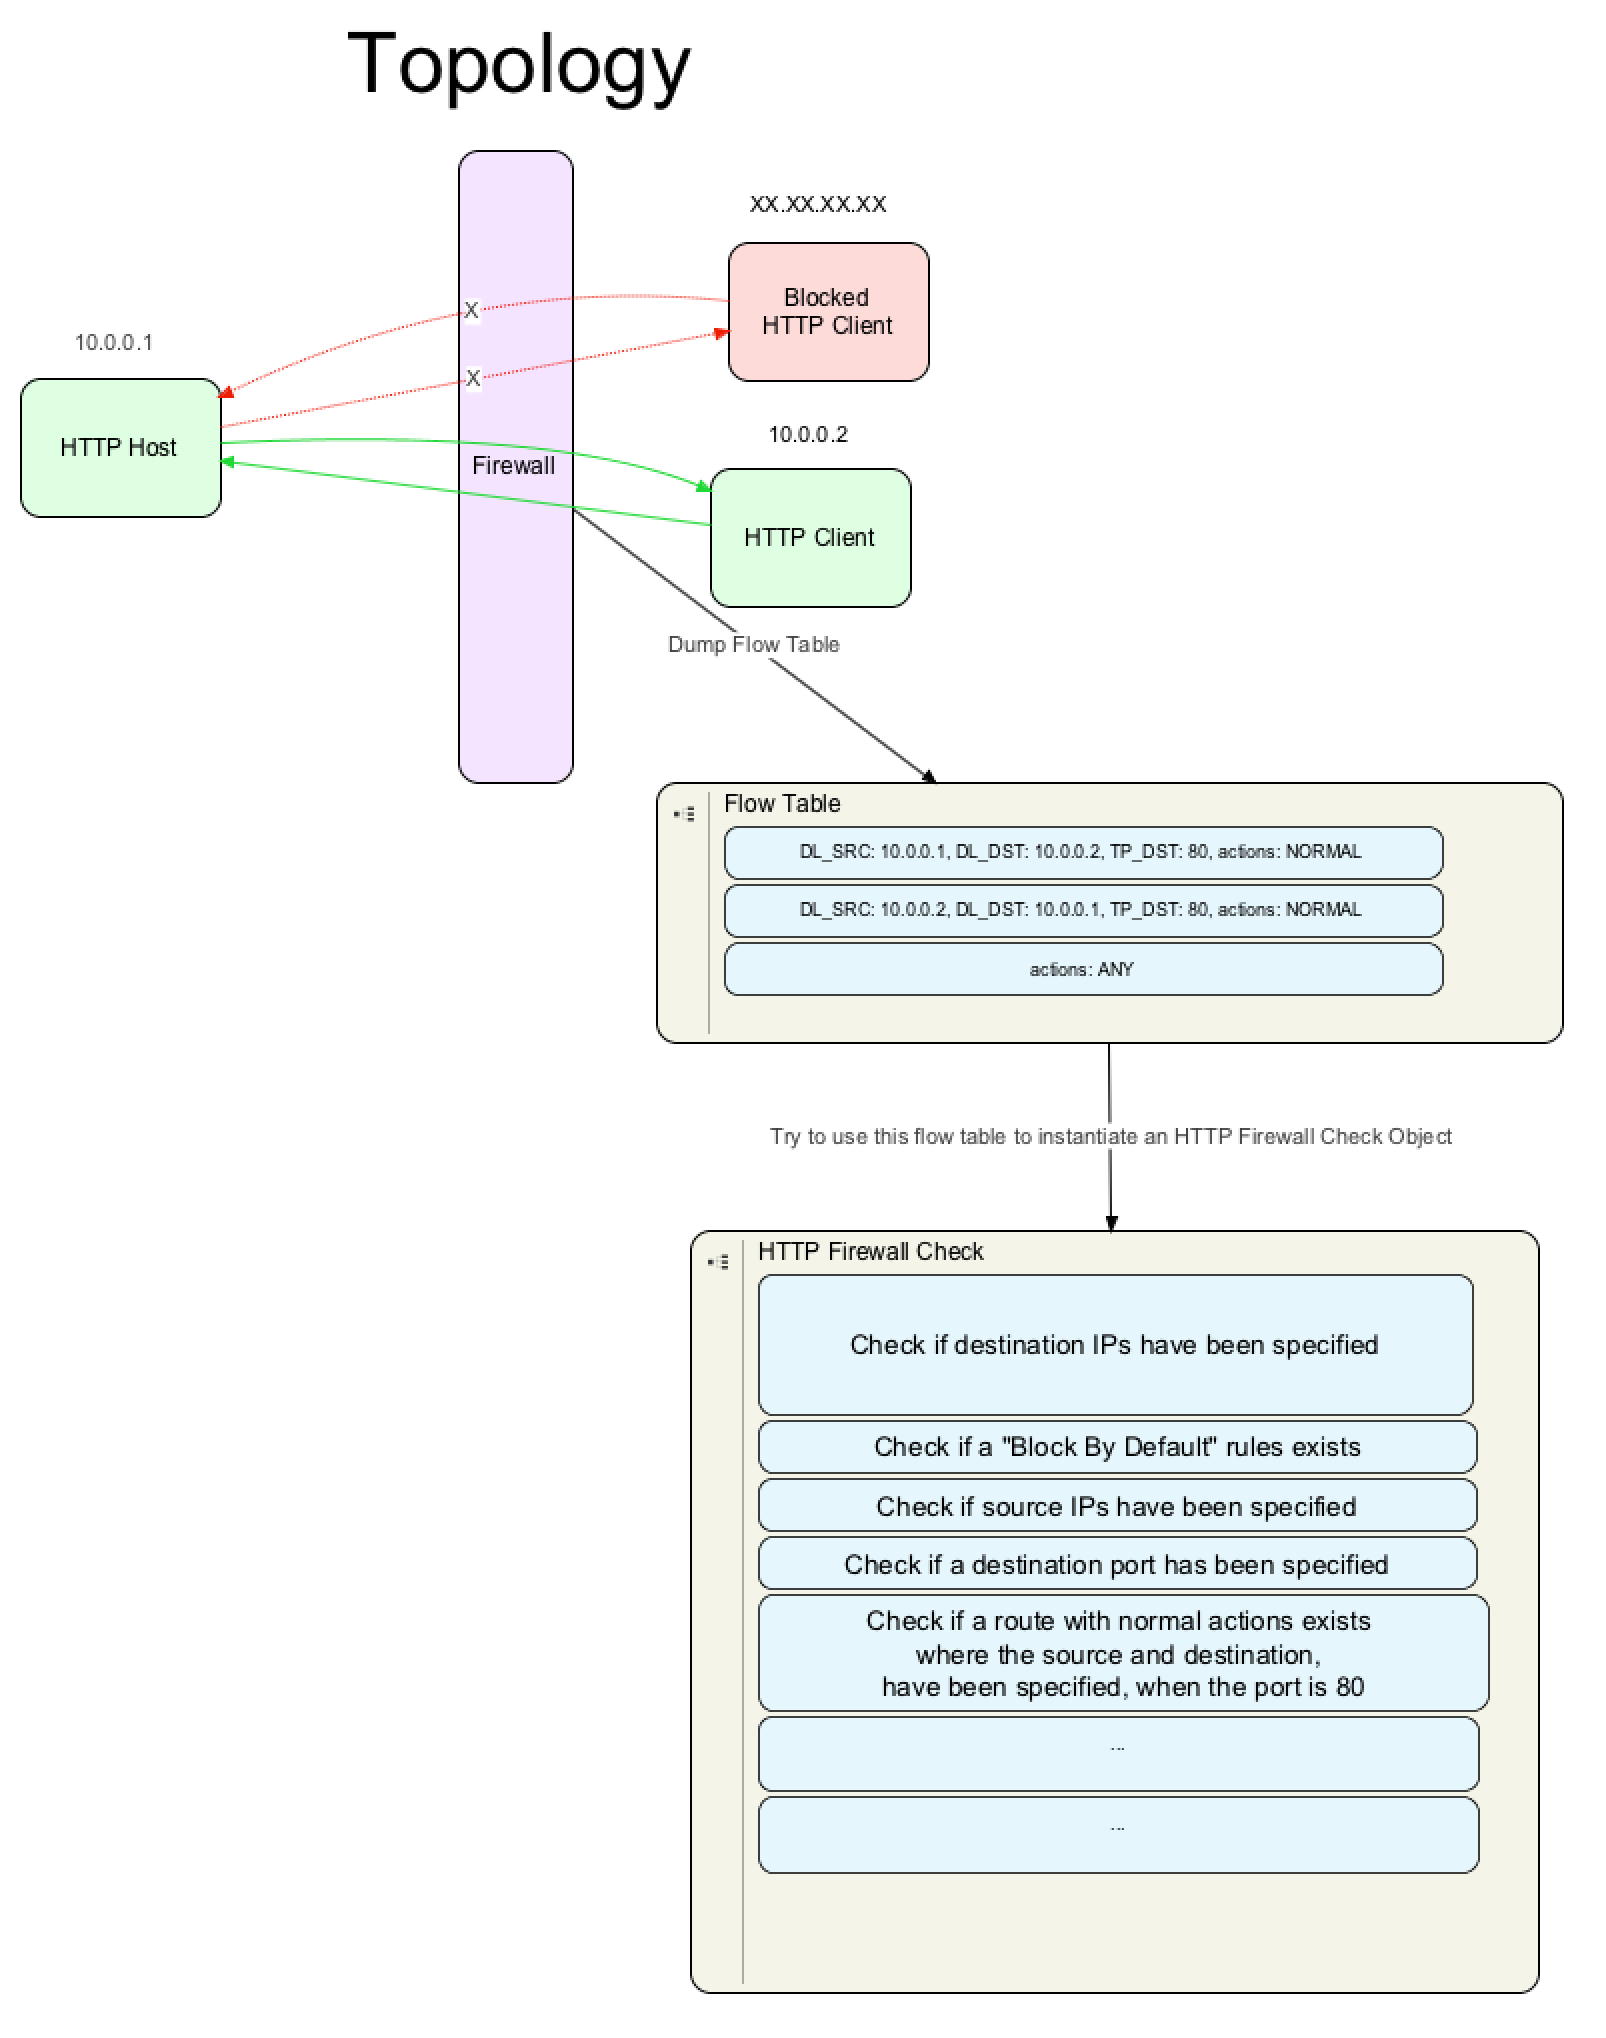 Topology
XX.XX.XX.XX
Blocked
HTTP Client
X
X
10.0.0.1
HTTP Host
10.0.0.2
Firewall
HTTP Client
Dump Flow Table
Flow Table
DL_SRC: 10.0.0.1, DL_DST: 10.0.0.2, TP_DST: 80, actions: NORMAL
DL_SRC: 10.0.0.2, DL_DST: 10.0.0.1, TP_DST: 80, actions: NORMAL
actions: ANY
Try to use this flow table to instantiate an HTTP Firewall Check Object
HTTP Firewall Check
Check if destination IPs have been specified
Check if a "Block By Default" rules exists
Check if source IPs have been specified
Check if a destination port has been specified
Check if a route with normal actions exists
where the source and destination,
have been specified, when the port is 80
...
...